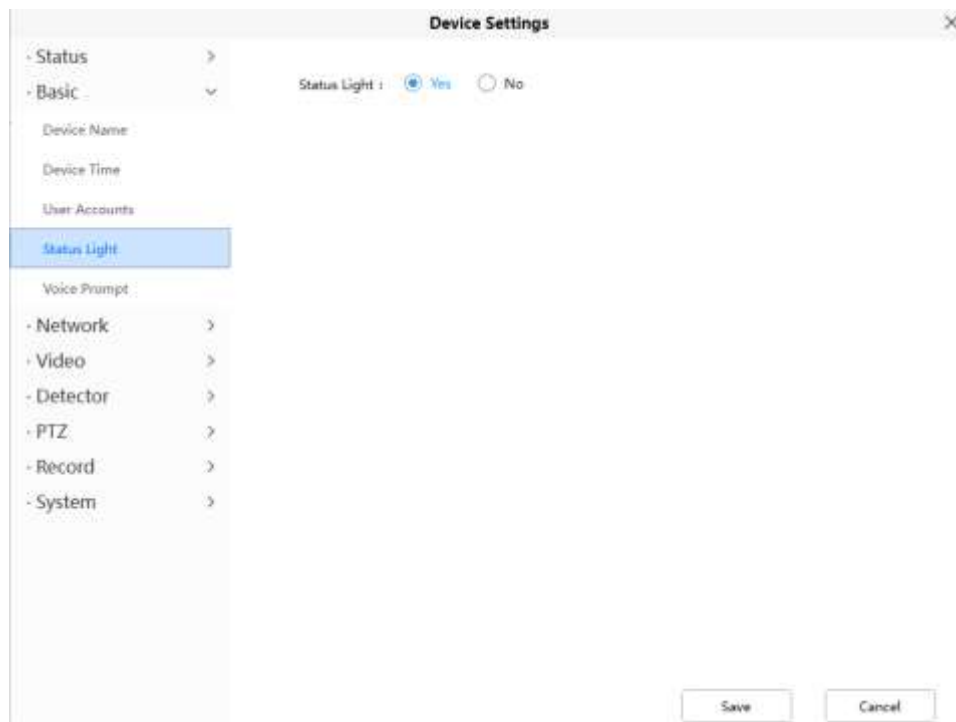 Device Settings
· Status
· Basic
Device Name
Device Time
User Accounts
Status Light
Voice Prompt
· Network
· Video
· Detector
· PTZ
· Record
· System
Status Light : Yes No
Save Cancel